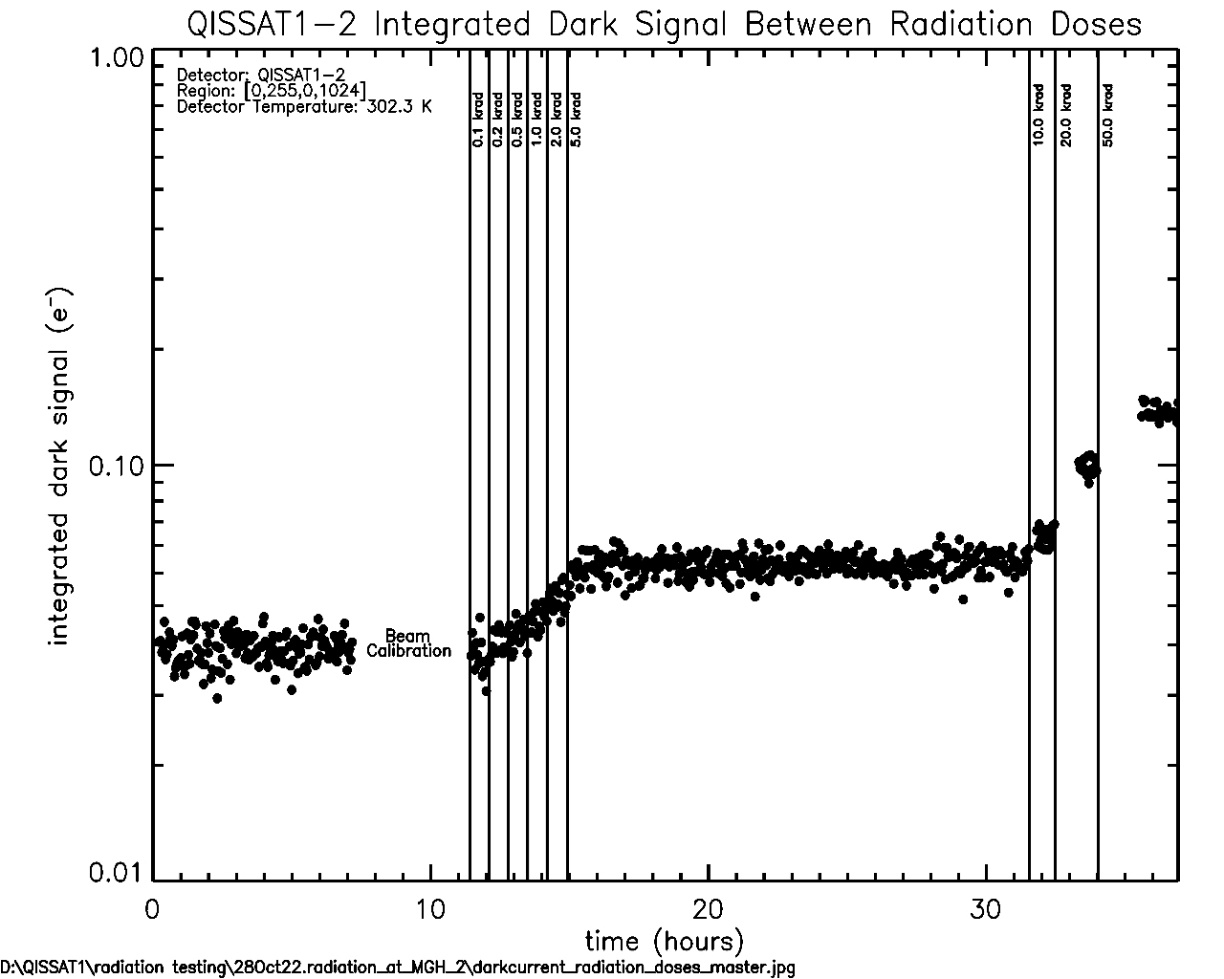 QISSAT1-2 Integrated Dark Signal Between Radiation Doses
1.00
Detector: QISSAT1-2
Region: [0,255,0,1024]
Detector Temperature: 302.3 K
0.1 krad
0.2 krad
0.5 krad
1.0 krad
2.0 krad
5.0 krad
10.0 krad
20.0 krad
50.0 krad
integrated dark signal (e⁻)
0.10
Beam
Calibration
0.01
0
10
20
30
time (hours)
D:\QISSAT1\radiation testing\28Oct22.radiation_at_MGH_2\darkcurrent_radiation_doses_master.jpg